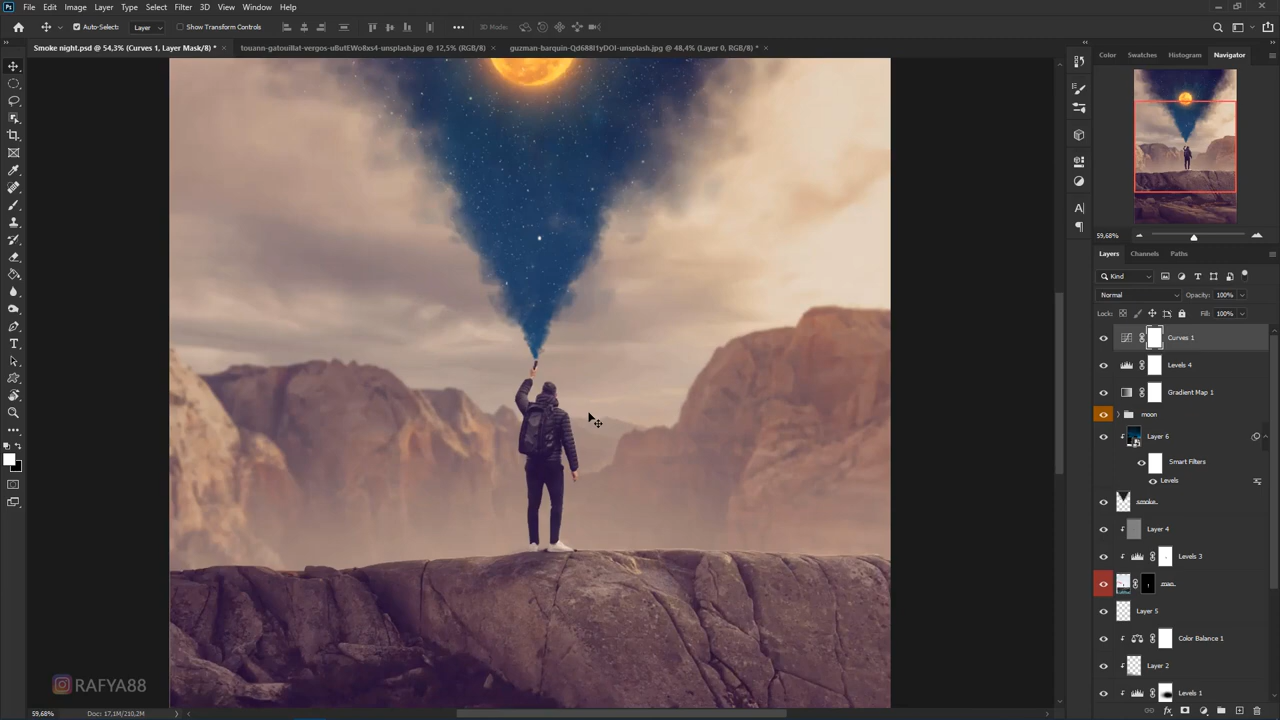 Ps File Edit Image Layer Type Select Filter 3D View Window Help
Auto-Select: Layer Show Transform Controls 3D Mode:
Smoke night.psd @ 54,3% (Curves 1, Layer Mask/8) * × touann-gatouillat-vergos-uButEWo8xs4-unsplash.jpg @ 12,5% (RGB/8) × guzman-barquin-Qd688l1yDOI-unsplash.jpg @ 48,4% (Layer 0, RGB/8) * ×
Color Swatches Histogram Navigator
59,68%
Layers Channels Paths
Kind
Normal Opacity: 100%
Lock: Fill: 100%
Curves 1
Levels 4
Gradient Map 1
moon
Layer 6
Smart Filters
Levels
smoke
Layer 4
Levels 3
man
Layer 5
Color Balance 1
Layer 2
Levels 1
RAFYA88
59,68% Doc: 17,1M/210,2M